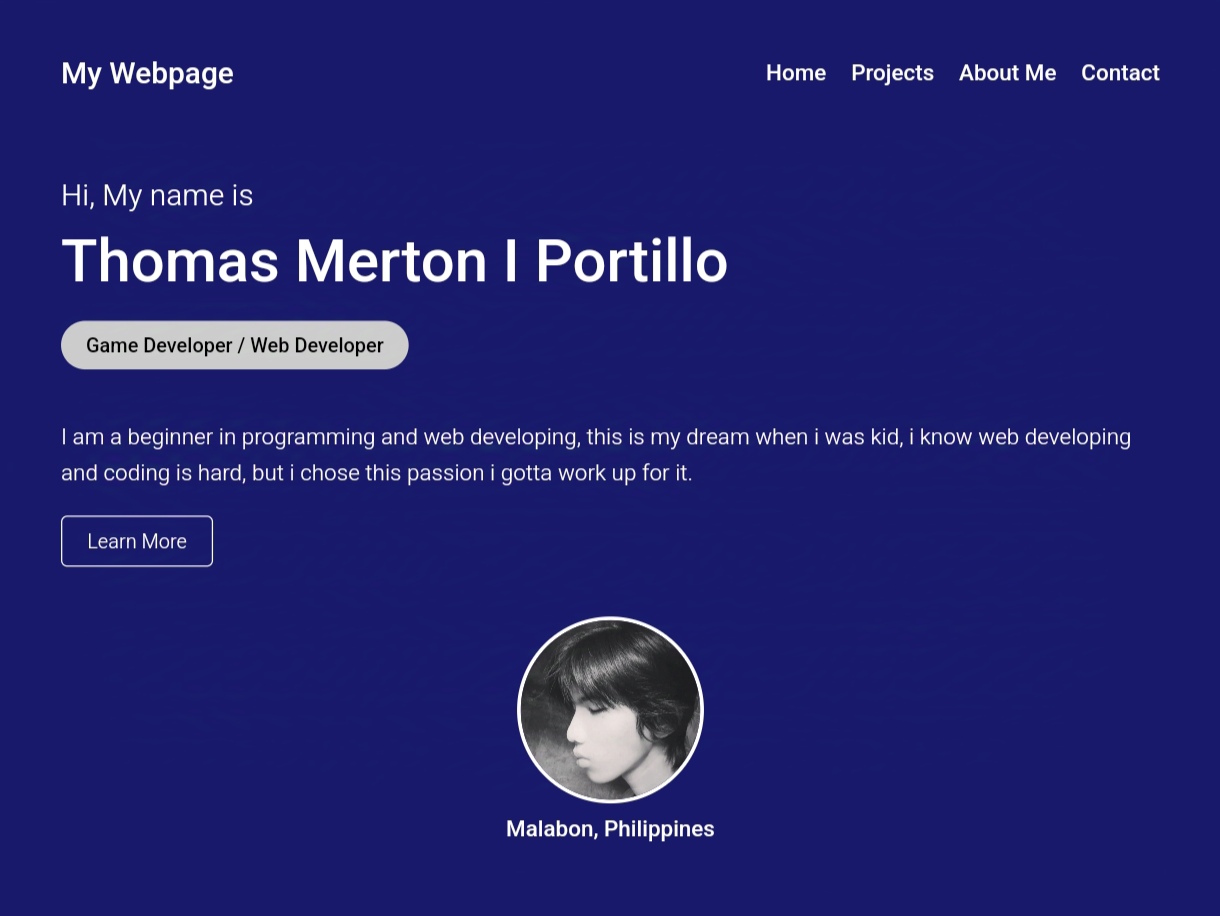 My Webpage
Home Projects About Me Contact
Hi, My name is
Thomas Merton I Portillo
Game Developer / Web Developer
I am a beginner in programming and web developing, this is my dream when i was kid, i know web developing
and coding is hard, but i chose this passion i gotta work up for it.
Learn More
Malabon, Philippines